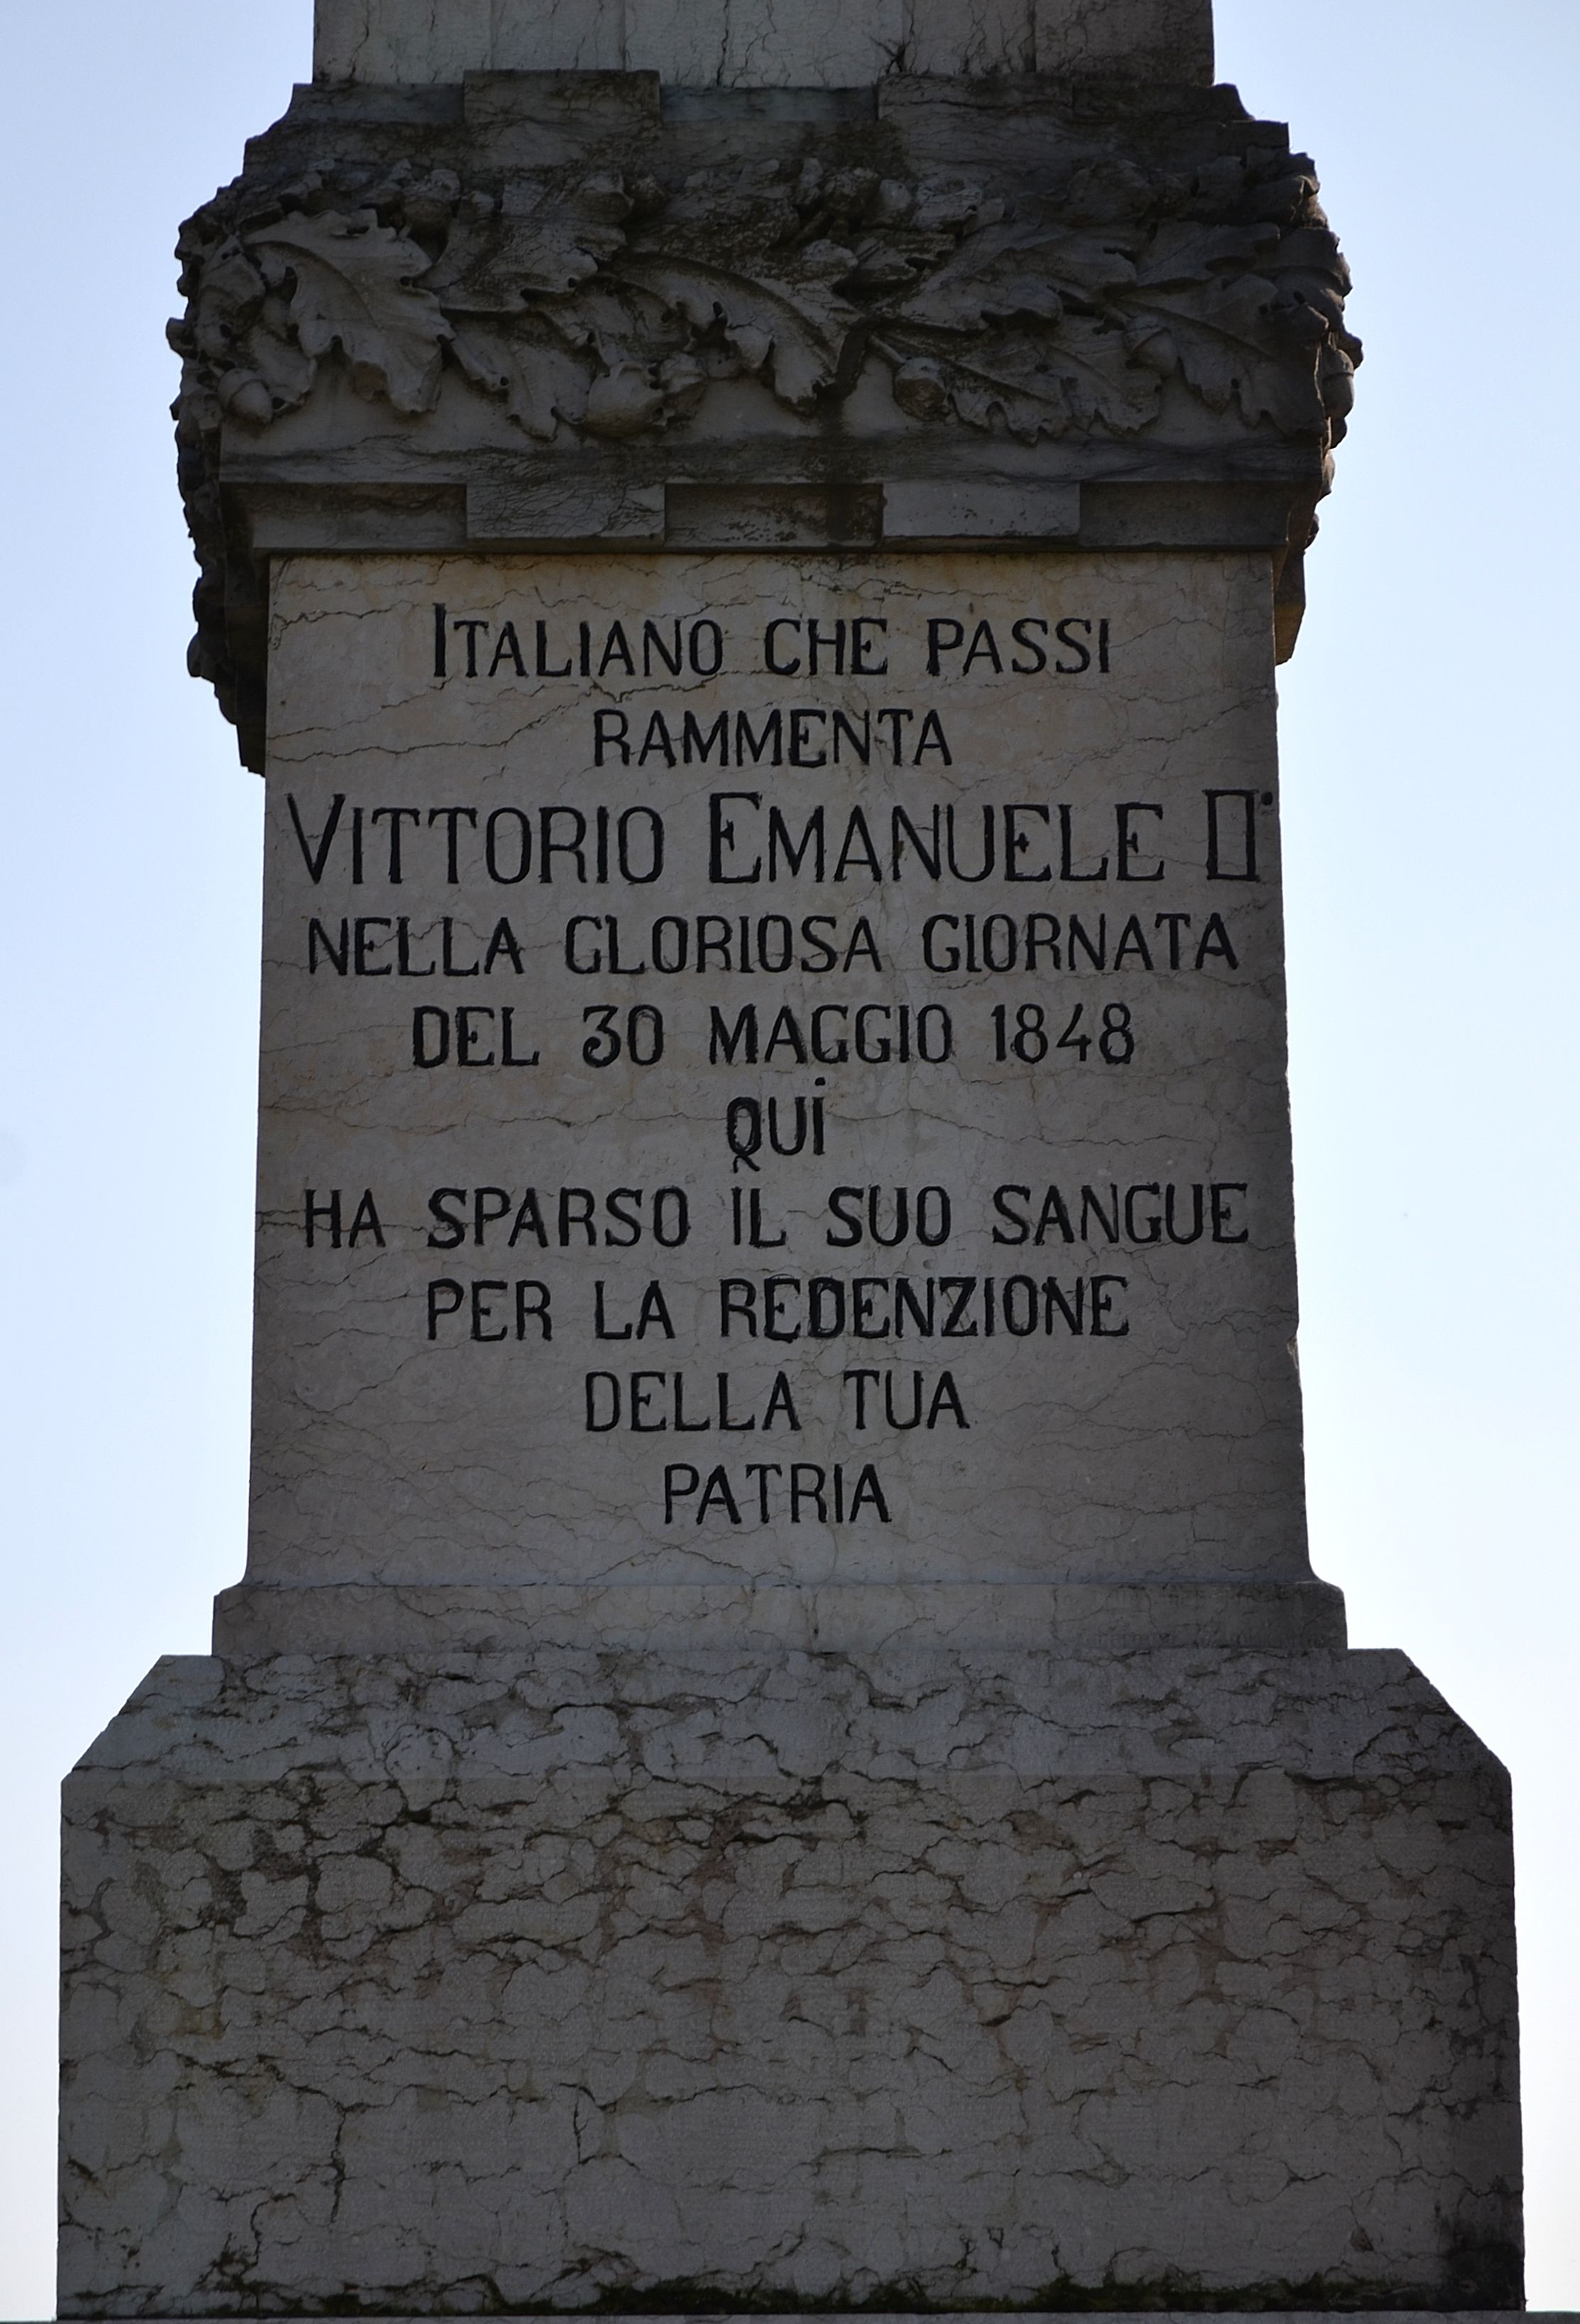 ITALIANO CHE PASSI
RAMMENTA
VITTORIO EMANUELE II°
NELLA GLORIOSA GIORNATA
DEL 30 MAGGIO 1848
QUI
HA SPARSO IL SUO SANGUE
PER LA REDENZIONE
DELLA TUA
PATRIA